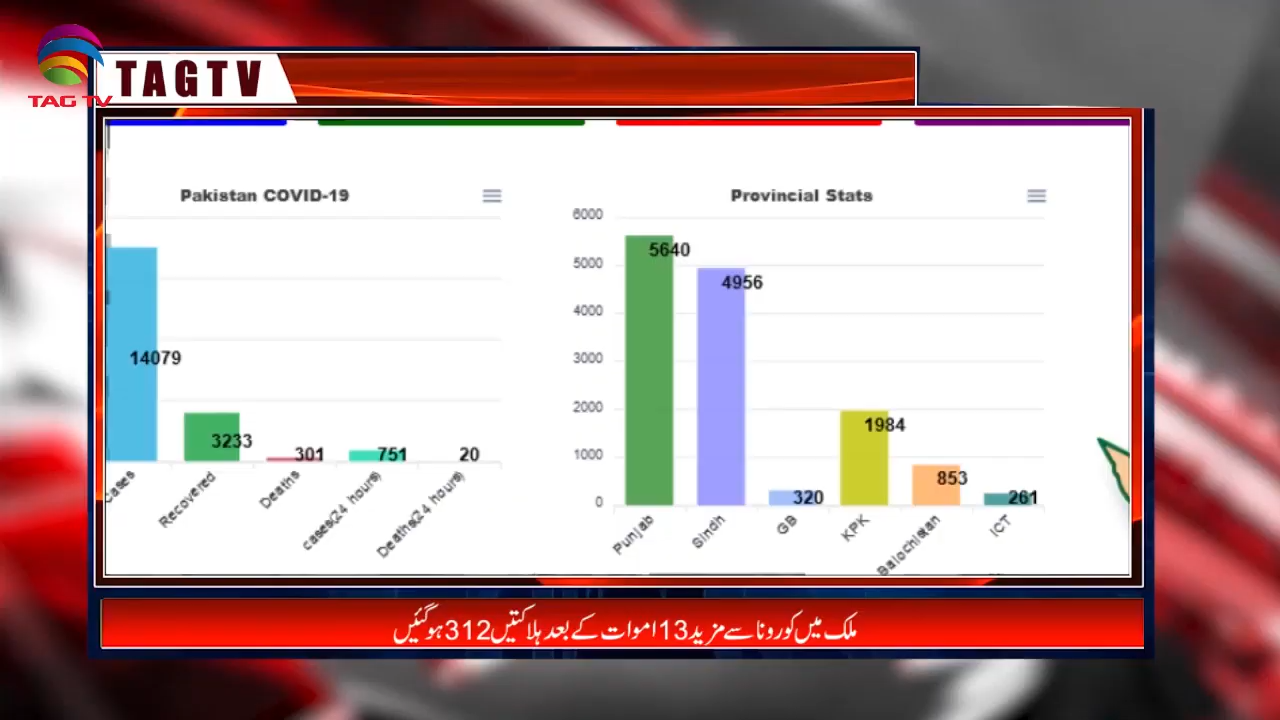 TAG TV
TAGTV
Pakistan COVID-19
14079
3233
301
751
20
cases
Recovered
Deaths
cases(24 hours)
Deaths(24 hours)
Provincial Stats
6000
5000
4000
3000
2000
1000
0
5640
4956
320
1984
853
261
Punjab
Sindh
GB
KPK
Balochistan
ICT
ملک میں کورونا سے مزید 13 اموات کے بعد ہلاکتیں 312 ہوگئیں